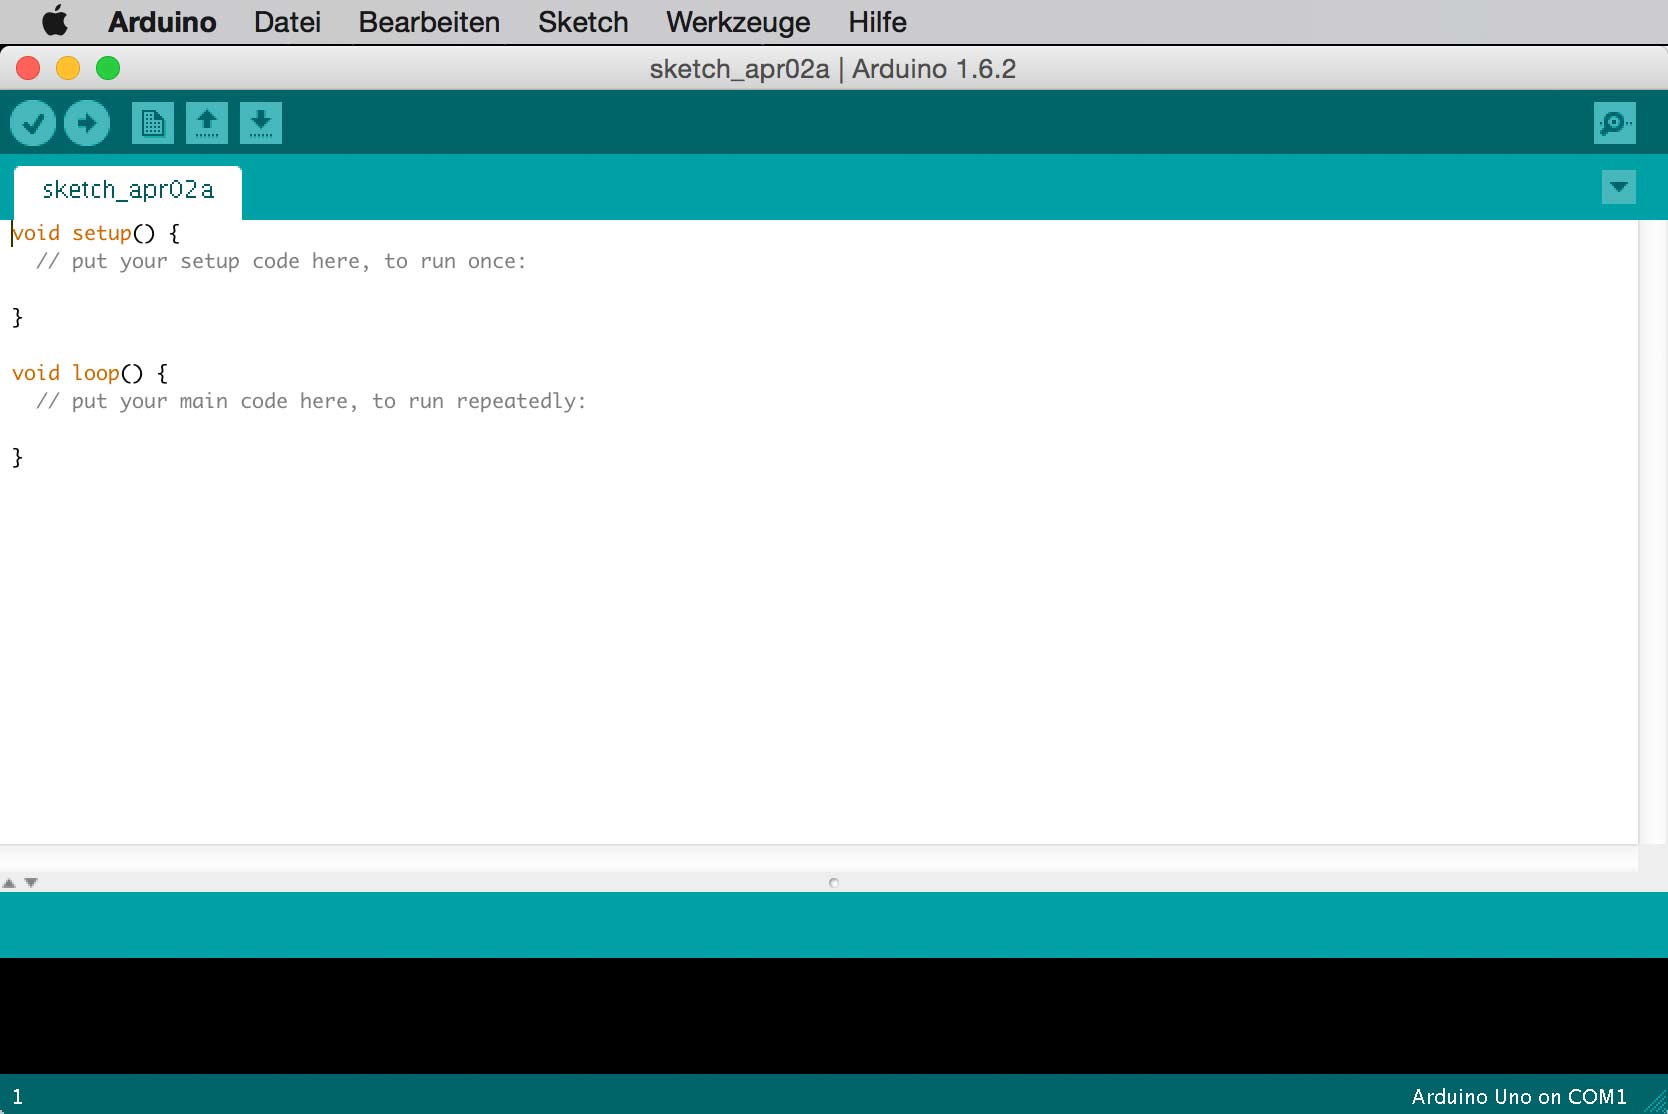 Arduino Datei Bearbeiten Sketch Werkzeuge Hilfe
sketch_apr02a | Arduino 1.6.2
sketch_apr02a
void setup() {
  // put your setup code here, to run once:
}
void loop() {
  // put your main code here, to run repeatedly:
}
1 Arduino Uno on COM1